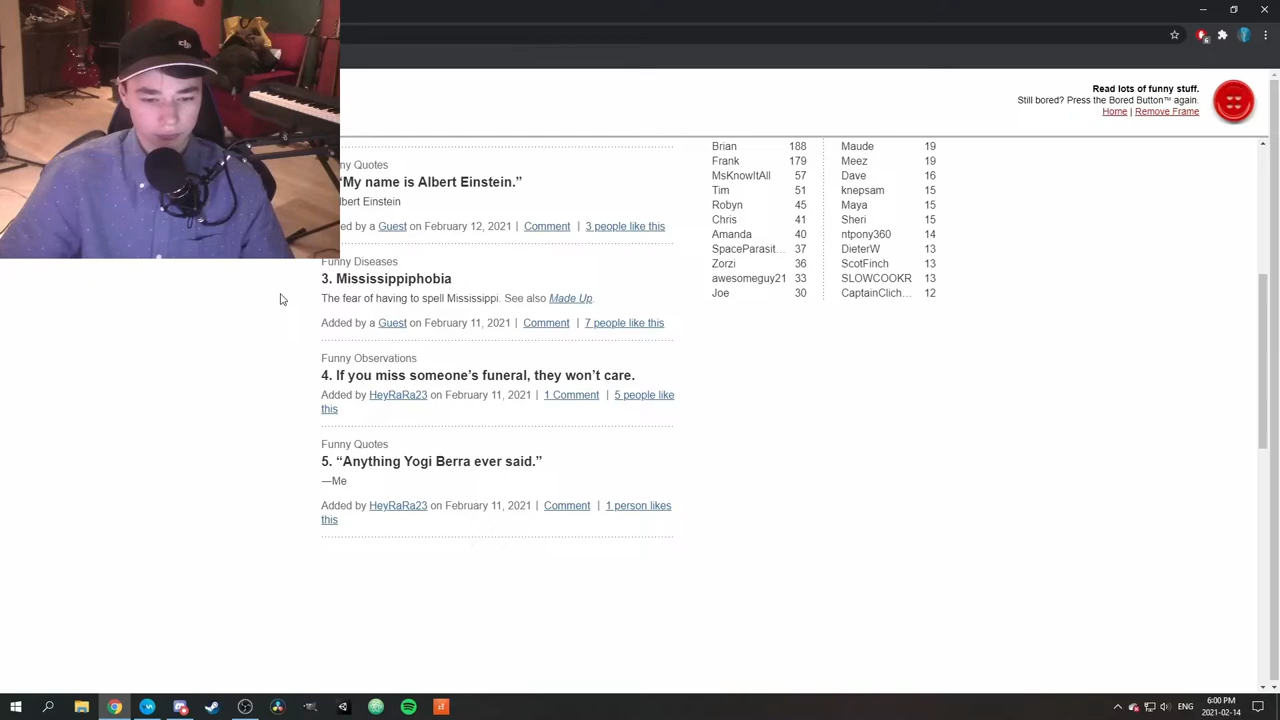 Read lots of funny stuff.
Still bored? Press the Bored Button™ again.
Home | Remove Frame
ny Quotes
“My name is Albert Einstein.”
lbert Einstein
ed by a Guest on February 12, 2021 | Comment | 3 people like this
Funny Diseases
3. Mississippiphobia
The fear of having to spell Mississippi. See also Made Up.
Added by a Guest on February 11, 2021 | Comment | 7 people like this
Funny Observations
4. If you miss someone’s funeral, they won’t care.
Added by HeyRaRa23 on February 11, 2021 | 1 Comment | 5 people like
this
Funny Quotes
5. “Anything Yogi Berra ever said.”
—Me
Added by HeyRaRa23 on February 11, 2021 | Comment | 1 person likes
this
Brian 188 Maude 19
Frank 179 Meez 19
MsKnowItAll 57 Dave 16
Tim 51 knepsam 15
Robyn 45 Maya 15
Chris 41 Sheri 15
Amanda 40 ntpony360 14
SpaceParasit... 37 DieterW 13
Zorzi 36 ScotFinch 13
awesomeguy21 33 SLOWCOOKR 13
Joe 30 CaptainClich... 12
ENG 6:00 PM
2021-02-14